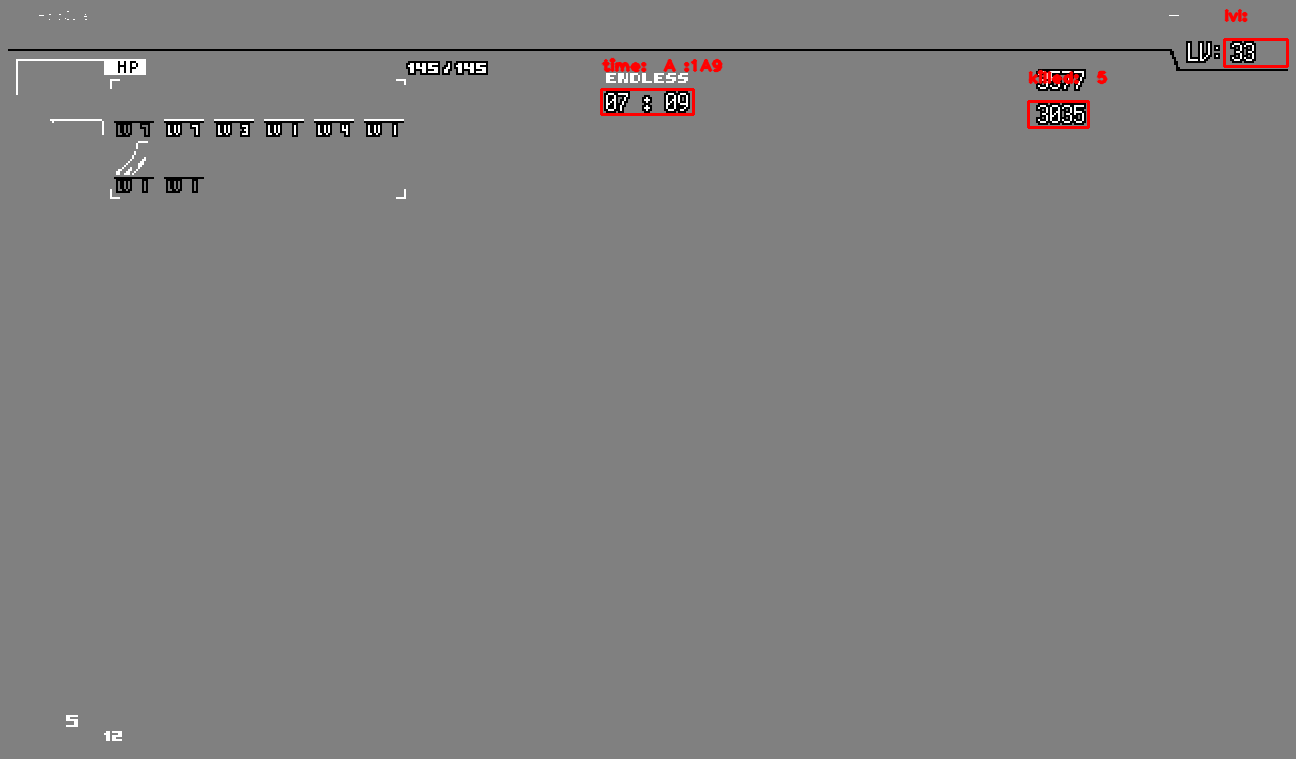 lvl:
LV: 33
HP 145/145
time: A :1A9
ENDLESS
killed: 5
07 : 09
3035
LV 7 LV 7 LV 3 LV 1 LV 4 LV 1
LV 1 LV 1
5
12